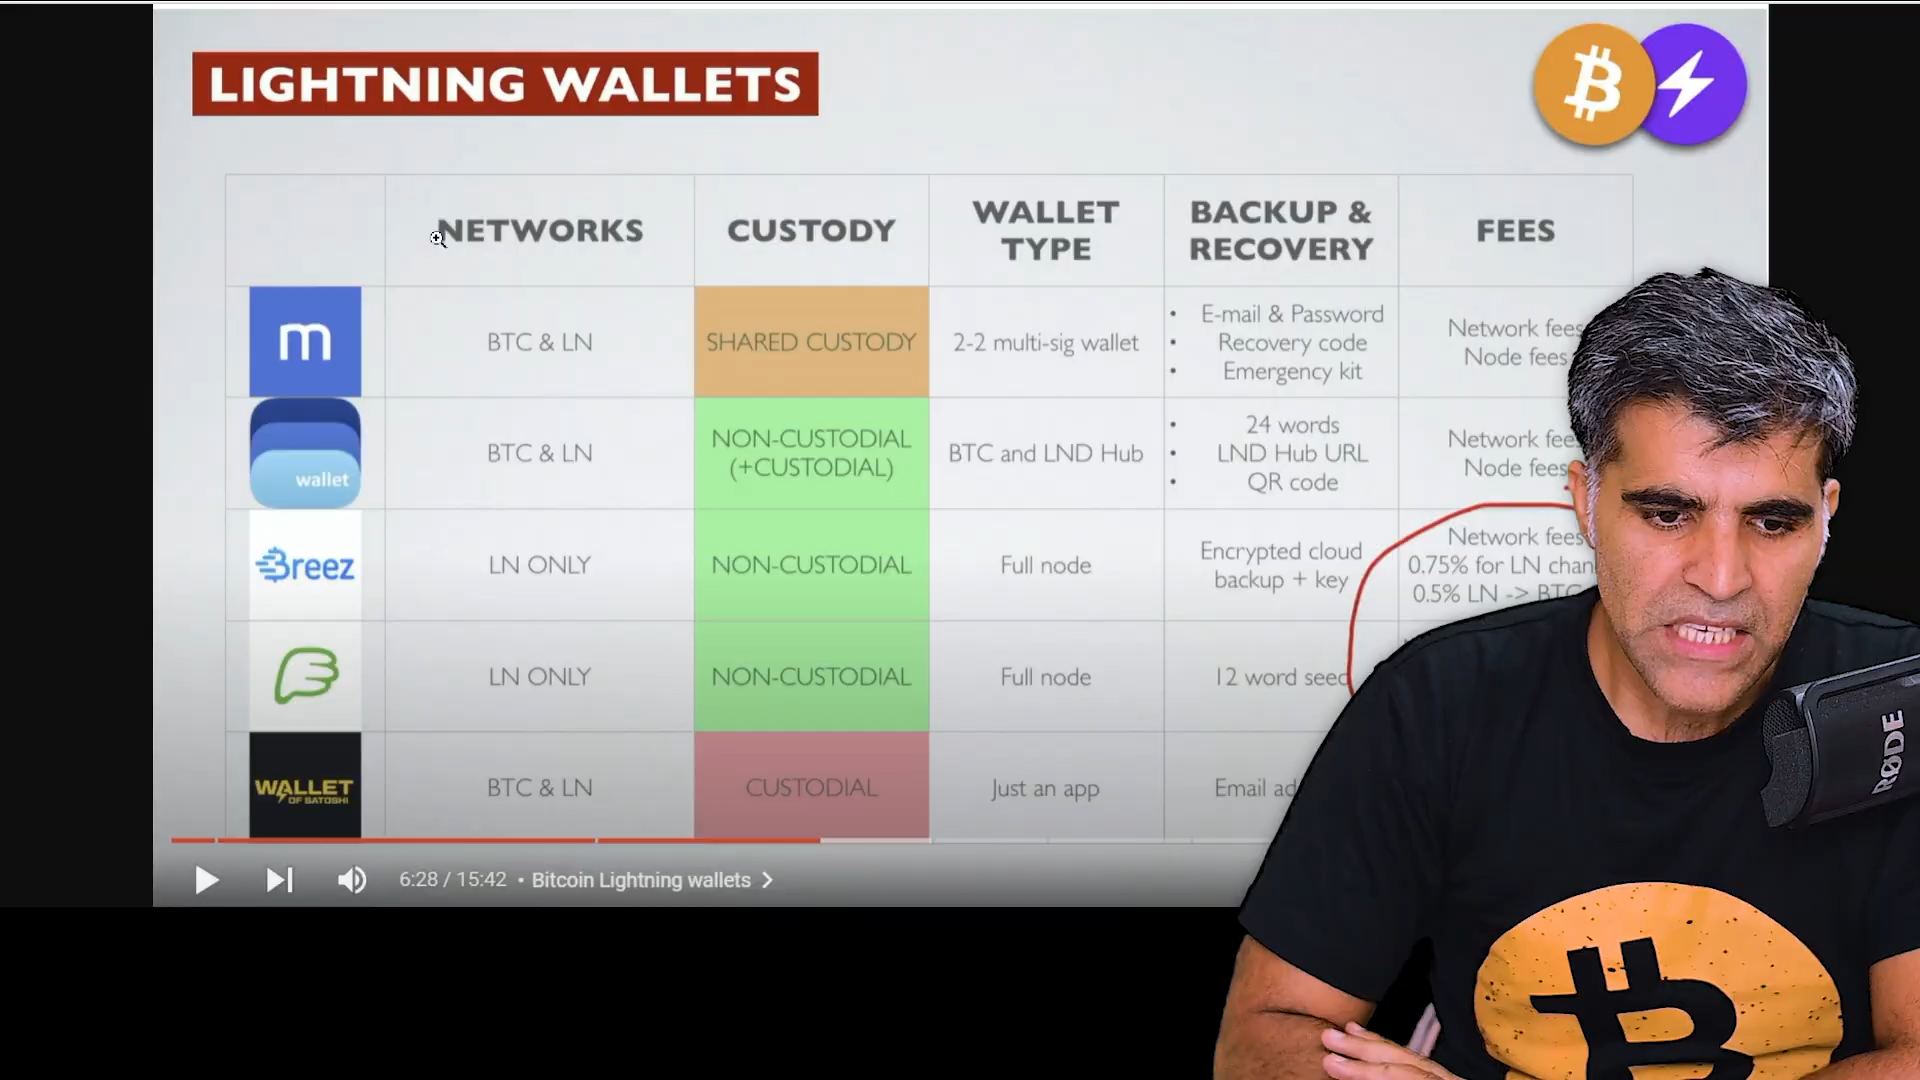 LIGHTNING WALLETS
NETWORKS
CUSTODY
WALLET
TYPE
BACKUP &
RECOVERY
FEES
m
BTC & LN
SHARED CUSTODY
2-2 multi-sig wallet
• E-mail & Password
• Recovery code
• Emergency kit
Network fees
Node fees
wallet
BTC & LN
NON-CUSTODIAL
(+CUSTODIAL)
BTC and LND Hub
• 24 words
• LND Hub URL
• QR code
Network fees
Node fees
Breez
LN ONLY
NON-CUSTODIAL
Full node
Encrypted cloud
backup + key
Network fees
0.75% for LN
0.5% LN -> BTC
LN ONLY
NON-CUSTODIAL
Full node
12 word seed
WALLET
OF SATOSHI
BTC & LN
CUSTODIAL
Just an app
Email
6:28 / 15:42 • Bitcoin Lightning wallets >
RØDE